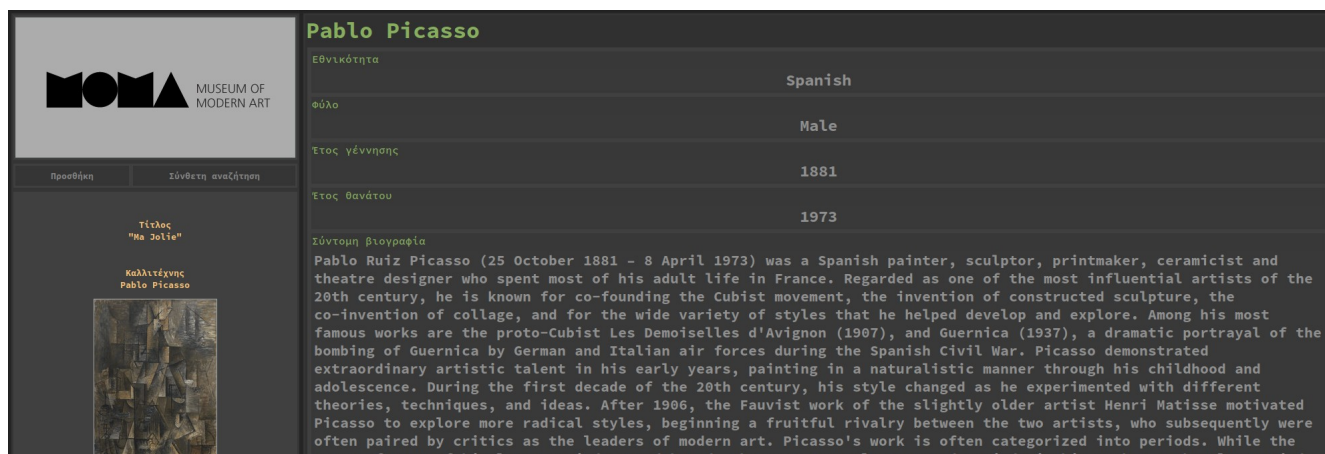 MOMA
MUSEUM OF
MODERN ART
Προσθήκη
Σύνθετη αναζήτηση
Τίτλος
"Ma Jolie"
Καλλιτέχνης
Pablo Picasso
Pablo Picasso
Εθνικότητα
Spanish
Φύλο
Male
Έτος γέννησης
1881
Έτος θανάτου
1973
Σύντομη βιογραφία
Pablo Ruiz Picasso (25 October 1881 – 8 April 1973) was a Spanish painter, sculptor, printmaker, ceramicist and
theatre designer who spent most of his adult life in France. Regarded as one of the most influential artists of the
20th century, he is known for co-founding the Cubist movement, the invention of constructed sculpture, the
co-invention of collage, and for the wide variety of styles that he helped develop and explore. Among his most
famous works are the proto-Cubist Les Demoiselles d'Avignon (1907), and Guernica (1937), a dramatic portrayal of the
bombing of Guernica by German and Italian air forces during the Spanish Civil War. Picasso demonstrated
extraordinary artistic talent in his early years, painting in a naturalistic manner through his childhood and
adolescence. During the first decade of the 20th century, his style changed as he experimented with different
theories, techniques, and ideas. After 1906, the Fauvist work of the slightly older artist Henri Matisse motivated
Picasso to explore more radical styles, beginning a fruitful rivalry between the two artists, who subsequently were
often paired by critics as the leaders of modern art. Picasso's work is often categorized into periods. While the